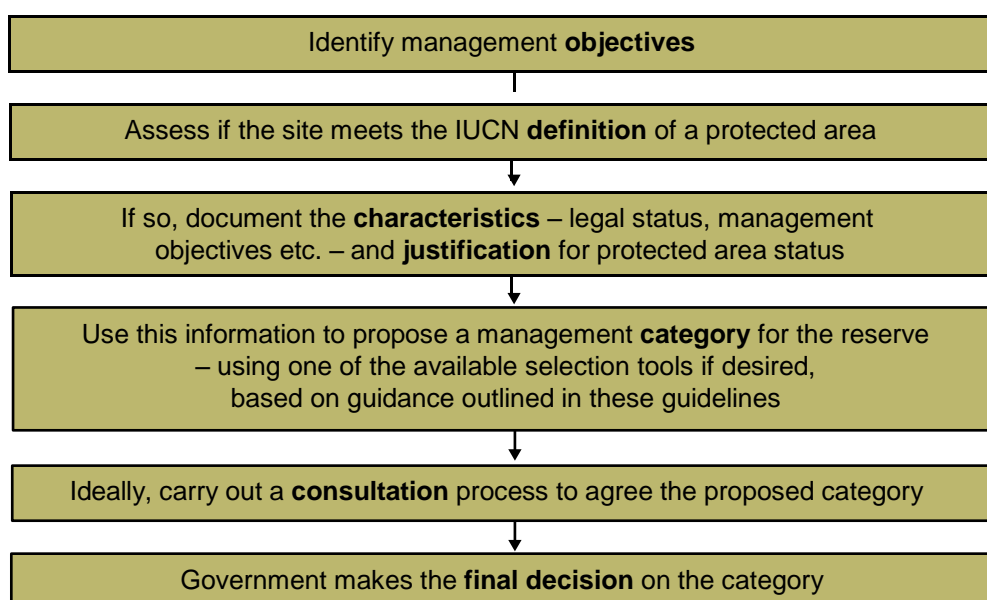 Identify management objectives
Assess if the site meets the IUCN definition of a protected area
If so, document the characteristics – legal status, management
objectives etc. – and justification for protected area status
Use this information to propose a management category for the reserve
– using one of the available selection tools if desired,
based on guidance outlined in these guidelines
Ideally, carry out a consultation process to agree the proposed category
Government makes the final decision on the category